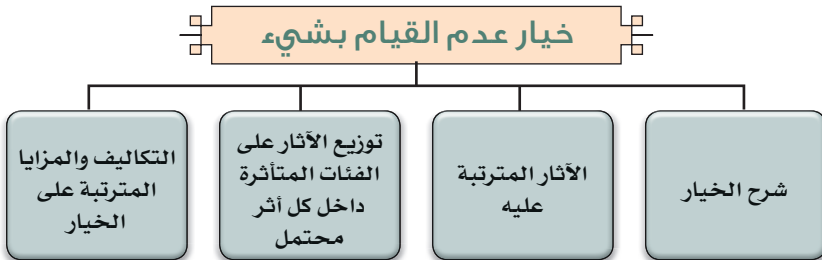 خيار عدم القيام بشيء
شرح الخيار
الآثار المترتبة
عليه
توزيع الآثار على
الفئات المتأثرة
داخل كل أثر
محتمل
التكاليف والمزايا
المترتبة على
الخيار